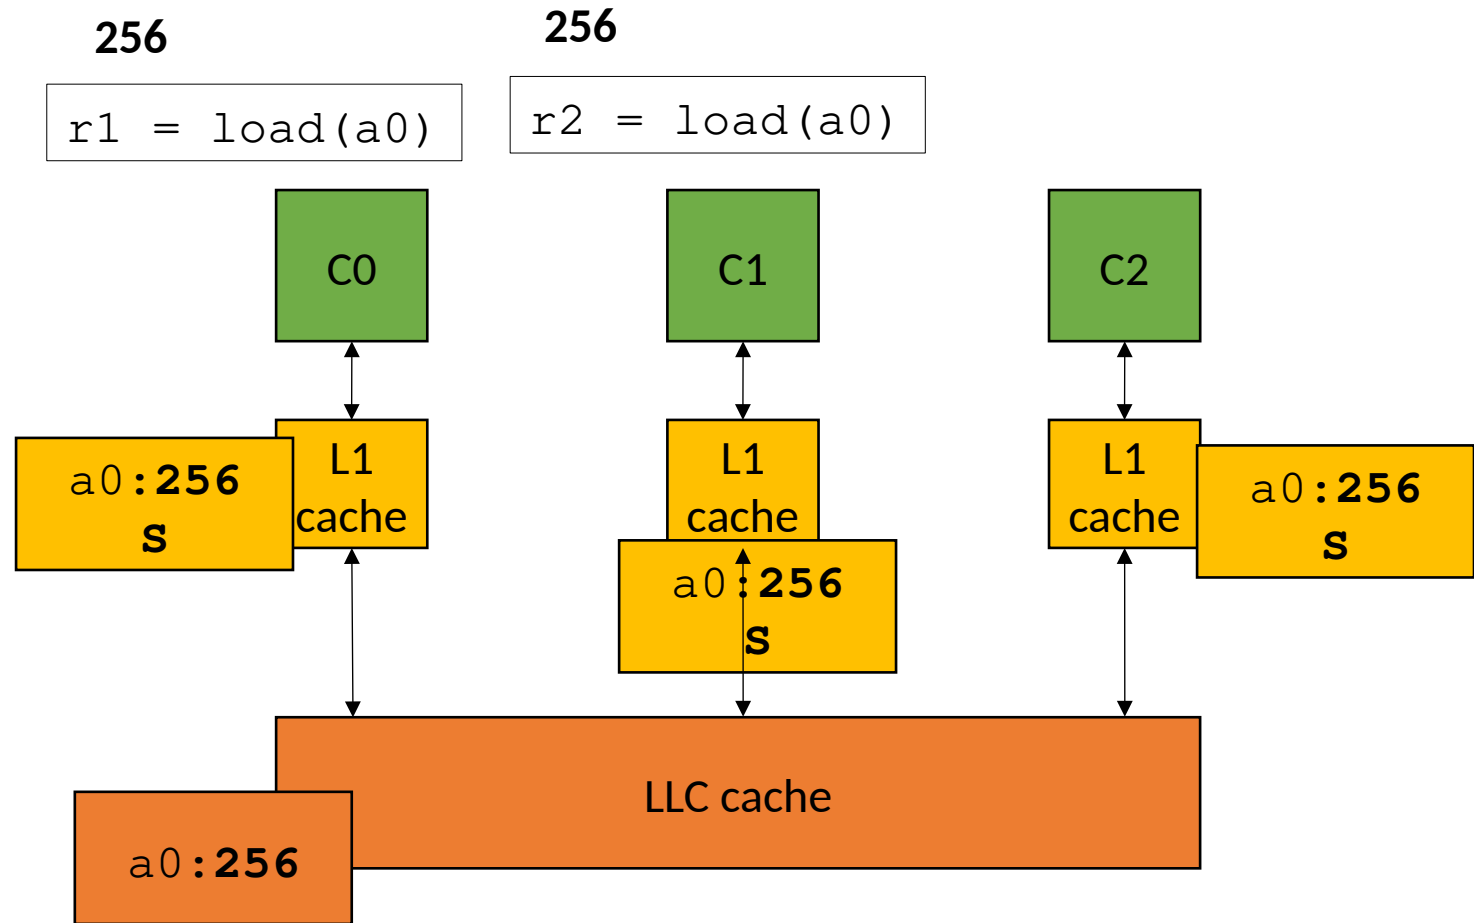 256
256
r1 = load(a0)
r2 = load(a0)
C0
C1
C2
L1
cache
L1
cache
L1
cache
a0:256
S
a0:256
S
a0:256
S
LLC cache
a0:256